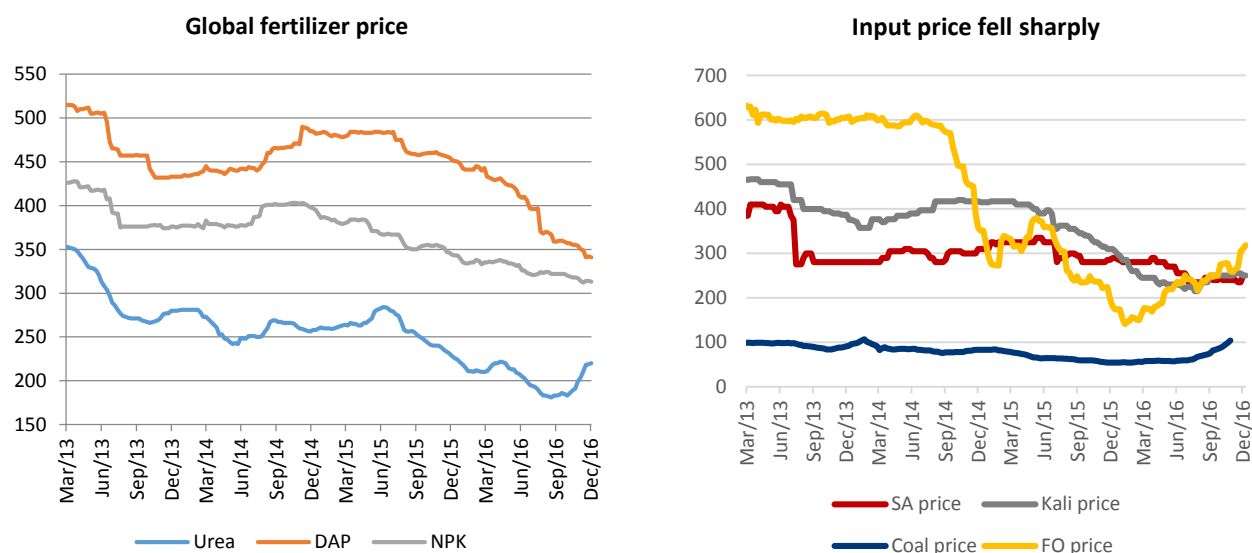 Global fertilizer price
550
500
450
400
350
300
250
200
150
Mar/13
Jun/13
Sep/13
Dec/13
Mar/14
Jun/14
Sep/14
Dec/14
Mar/15
Jun/15
Sep/15
Dec/15
Mar/16
Jun/16
Sep/16
Dec/16
Urea DAP NPK
Input price fell sharply
700
600
500
400
300
200
100
0
Mar/13
Jun/13
Sep/13
Dec/13
Mar/14
Jun/14
Sep/14
Dec/14
Mar/15
Jun/15
Sep/15
Dec/15
Mar/16
Jun/16
Sep/16
Dec/16
SA price Kali price
Coal price FO price